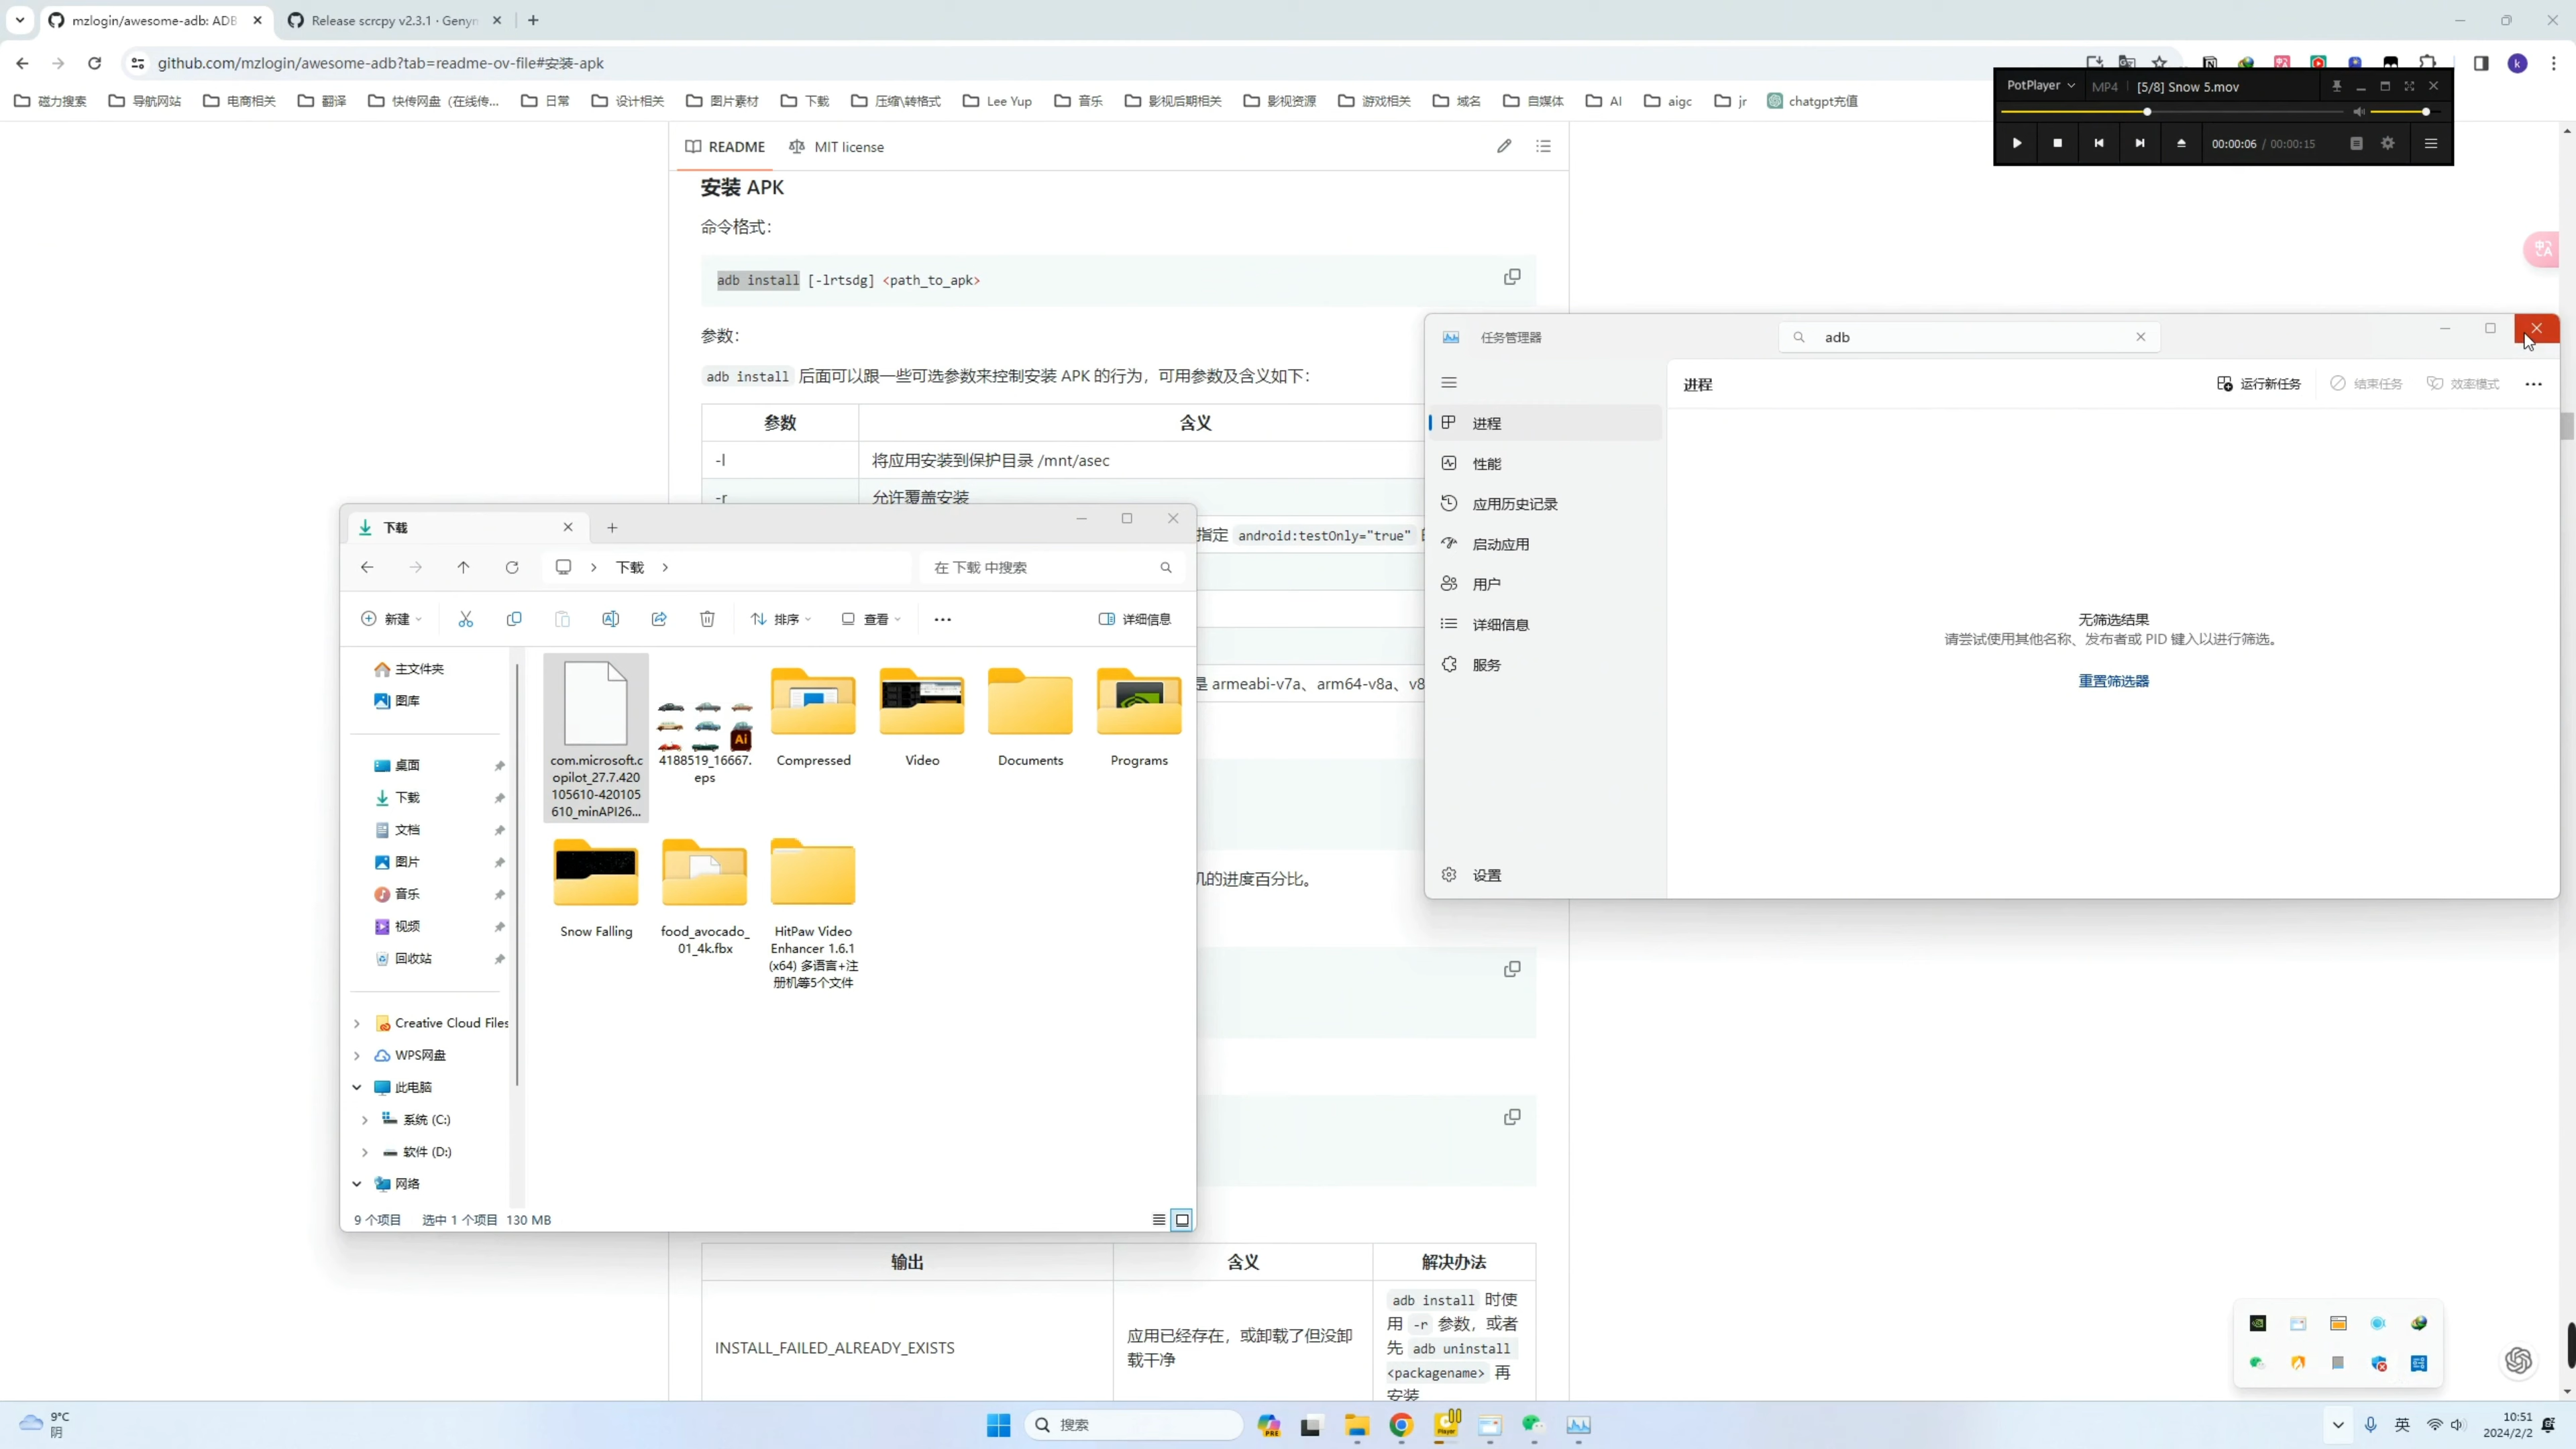 mzlogin/awesome-adb: ADB
Release scrcpy v2.3.1 · Genym
github.com/mzlogin/awesome-adb?tab=readme-ov-file#安装-apk
磁力搜索
导航网站
电商相关
翻译
快传网盘（在线传...
日常
设计相关
图片素材
下载
压缩\转格式
Lee Yup
音乐
影视后期相关
影视资源
游戏相关
域名
自媒体
AI
aigc
jr
chatgpt充值
PotPlayer
MP4
[5/8] Snow 5.mov
00:00:06 / 00:00:15
README
MIT license
安装 APK
命令格式：
adb install [-lrtsdg] <path_to_apk>
参数：
adb install 后面可以跟一些可选参数来控制安装 APK 的行为，可用参数及含义如下：
参数
含义
-l
将应用安装到保护目录 /mnt/asec
-r
允许覆盖安装
指定 android:testOnly="true"
是 armeabi-v7a、arm64-v8a、v8
机的进度百分比。
输出
含义
解决办法
INSTALL_FAILED_ALREADY_EXISTS
应用已经存在，或卸载了但没卸
载干净
adb install 时使
用 -r 参数，或者
先 adb uninstall
<packagename> 再
安装
任务管理器
adb
进程
运行新任务
结束任务
效率模式
进程
性能
应用历史记录
启动应用
用户
详细信息
服务
设置
无筛选结果
请尝试使用其他名称、发布者或 PID 键入以进行筛选。
重置筛选器
下载
下载
在 下载 中搜索
新建
排序
查看
详细信息
主文件夹
图库
桌面
下载
文档
图片
音乐
视频
回收站
Creative Cloud Files
WPS网盘
此电脑
系统 (C:)
软件 (D:)
网络
com.microsoft.c
opilot_27.7.420
105610-420105
610_minAPI26...
Ai
4188519_16667.
eps
Compressed
Video
Documents
Programs
Snow Falling
food_avocado_
01_4k.fbx
HitPaw Video
Enhancer 1.6.1
(x64) 多语言+注
册机等5个文件
9 个项目
选中 1 个项目 130 MB
9°C
阴
搜索
PRE
Player
英
10:51
2024/2/2